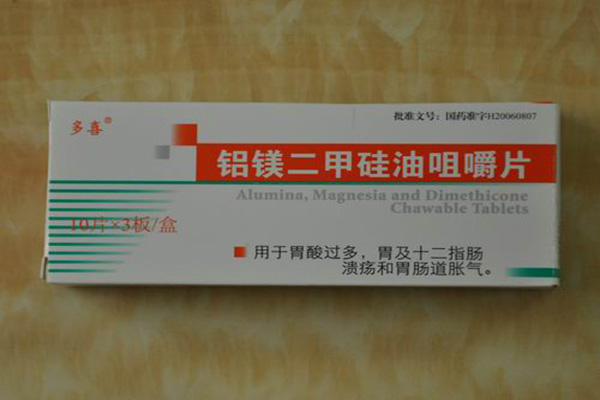 多喜®
批准文号：国药准字H20060807
铝镁二甲硅油咀嚼片
Alumina, Magnesia and Dimethicone
Chawable Tablets
10片×3板/盒
用于胃酸过多，胃及十二指肠
溃疡和胃肠道胀气。